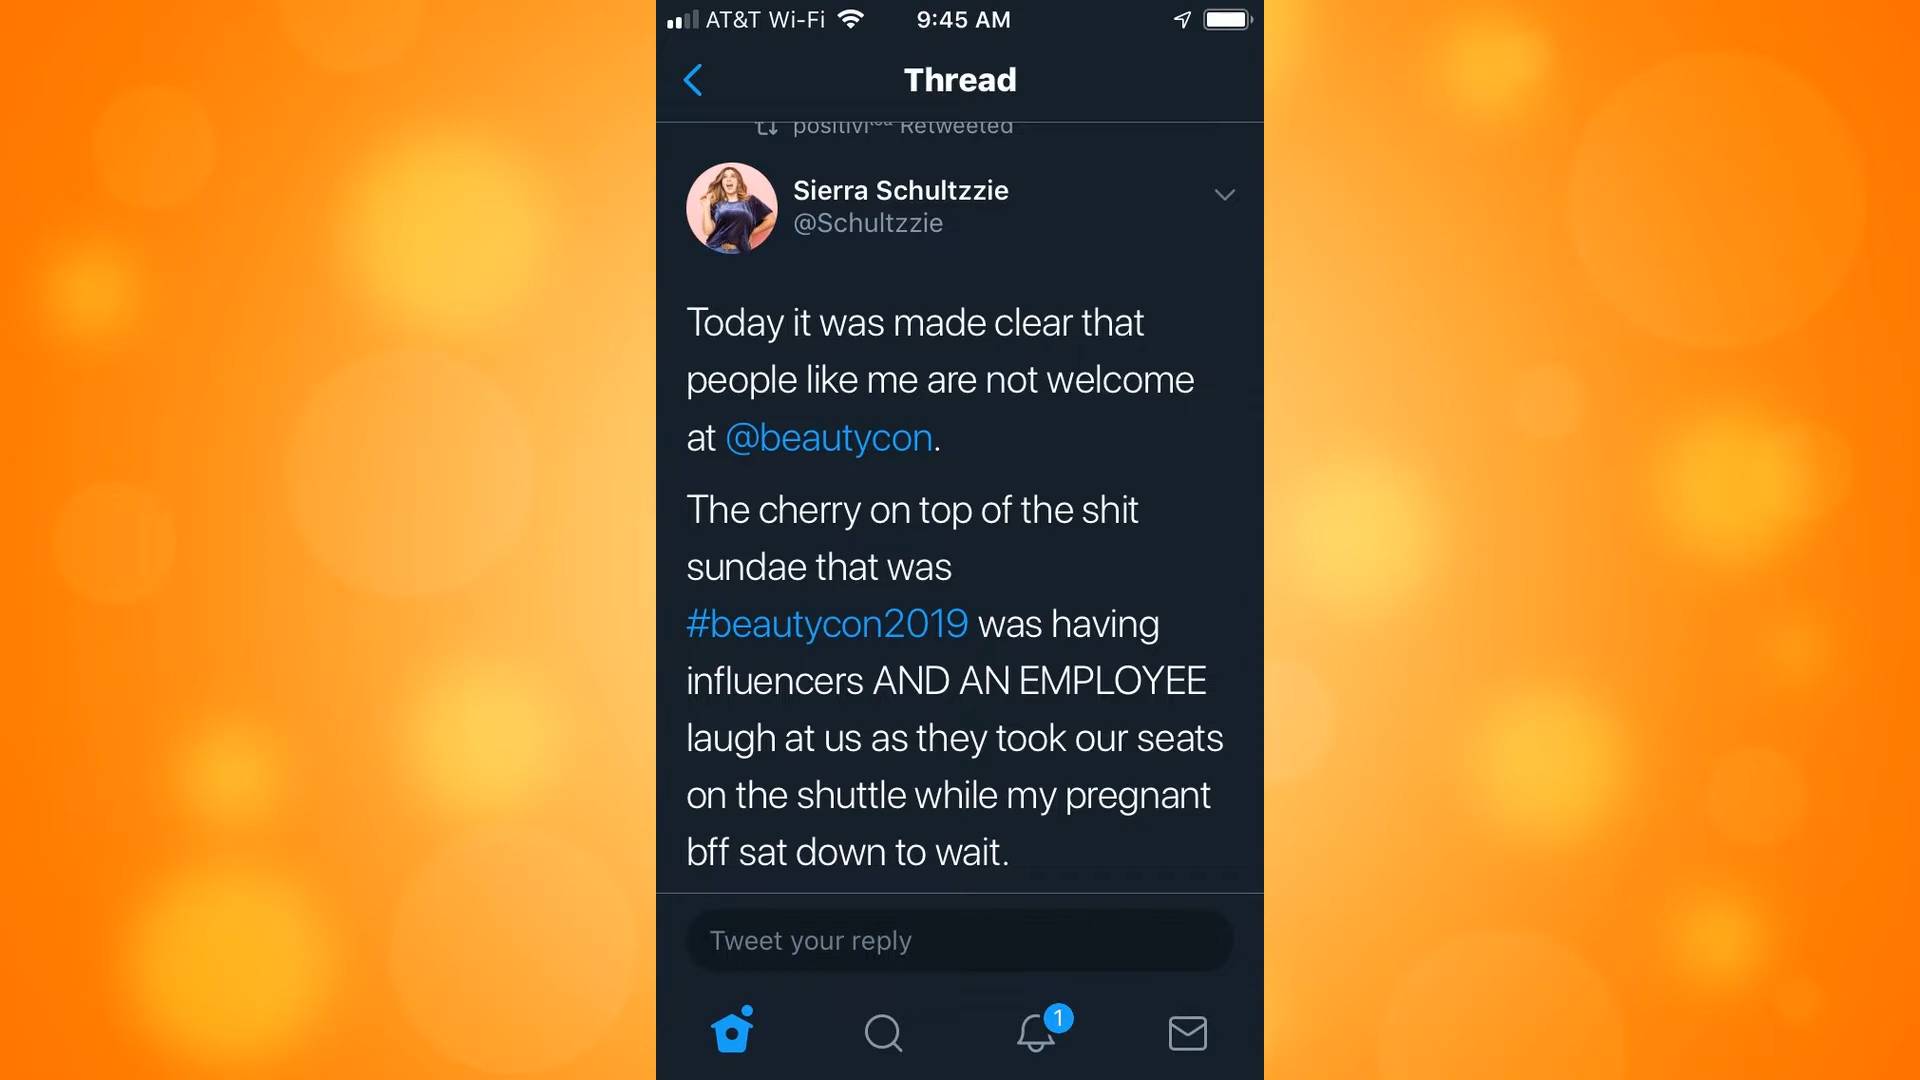 AT&T Wi-Fi 9:45 AM
Thread
Retweeted
Sierra Schultzzie
@Schultzzie
Today it was made clear that
people like me are not welcome
at @beautycon.
The cherry on top of the shit
sundae that was
#beautycon2019 was having
influencers AND AN EMPLOYEE
laugh at us as they took our seats
on the shuttle while my pregnant
bff sat down to wait.
Tweet your reply
1